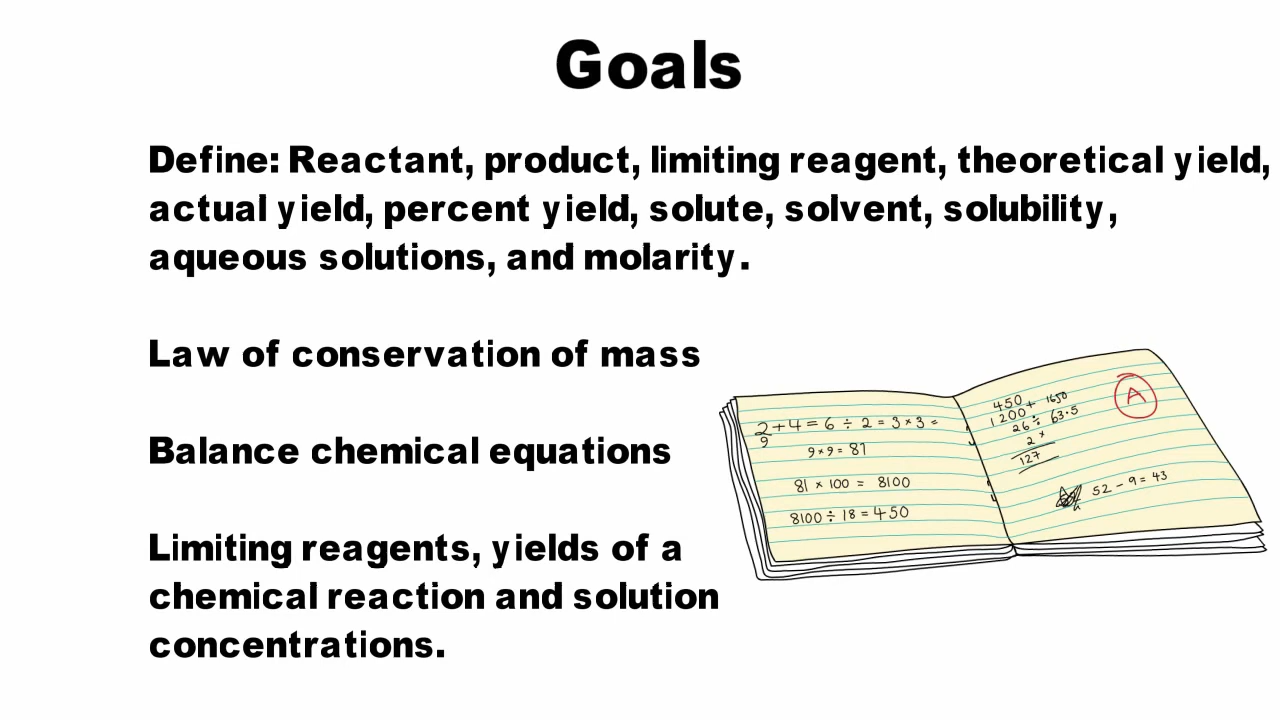 Goals
Define: Reactant, product, limiting reagent, theoretical yield,
actual yield, percent yield, solute, solvent, solubility,
aqueous solutions, and molarity.
Law of conservation of mass
Balance chemical equations
Limiting reagents, yields of a
chemical reaction and solution
concentrations.
2 + 4 = 6 ÷ 2 = 3 × 3 =
9
9 × 9 = 81
81 × 100 = 8100
8100 ÷ 18 = 450
450
1200 + 1650
26 ÷ 63.5
2 ×
127
A
52 - 9 = 43